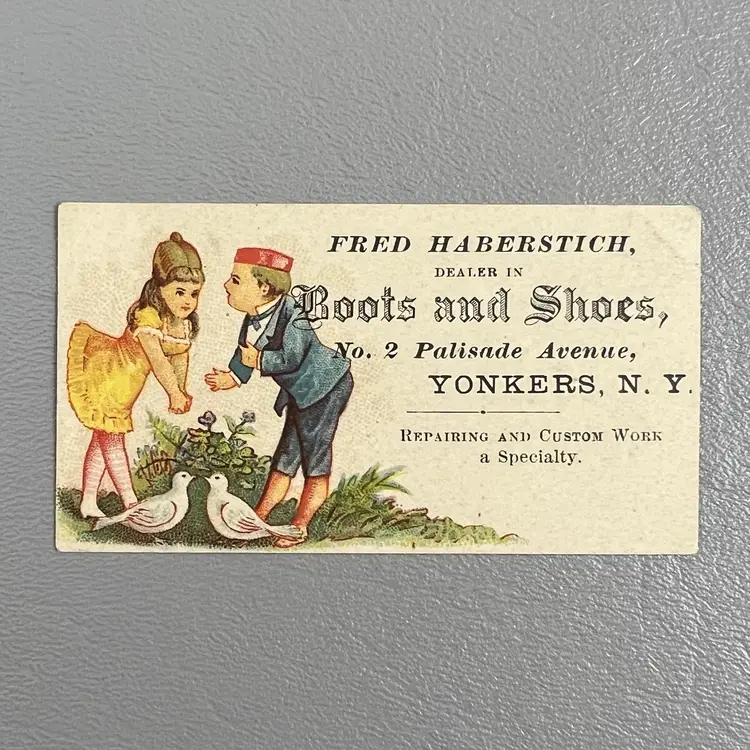 FRED HABERSTICH,
DEALER IN
Boots and Shoes,
No. 2 Palisade Avenue,
YONKERS, N. Y.
REPAIRING AND CUSTOM WORK
a Specialty.